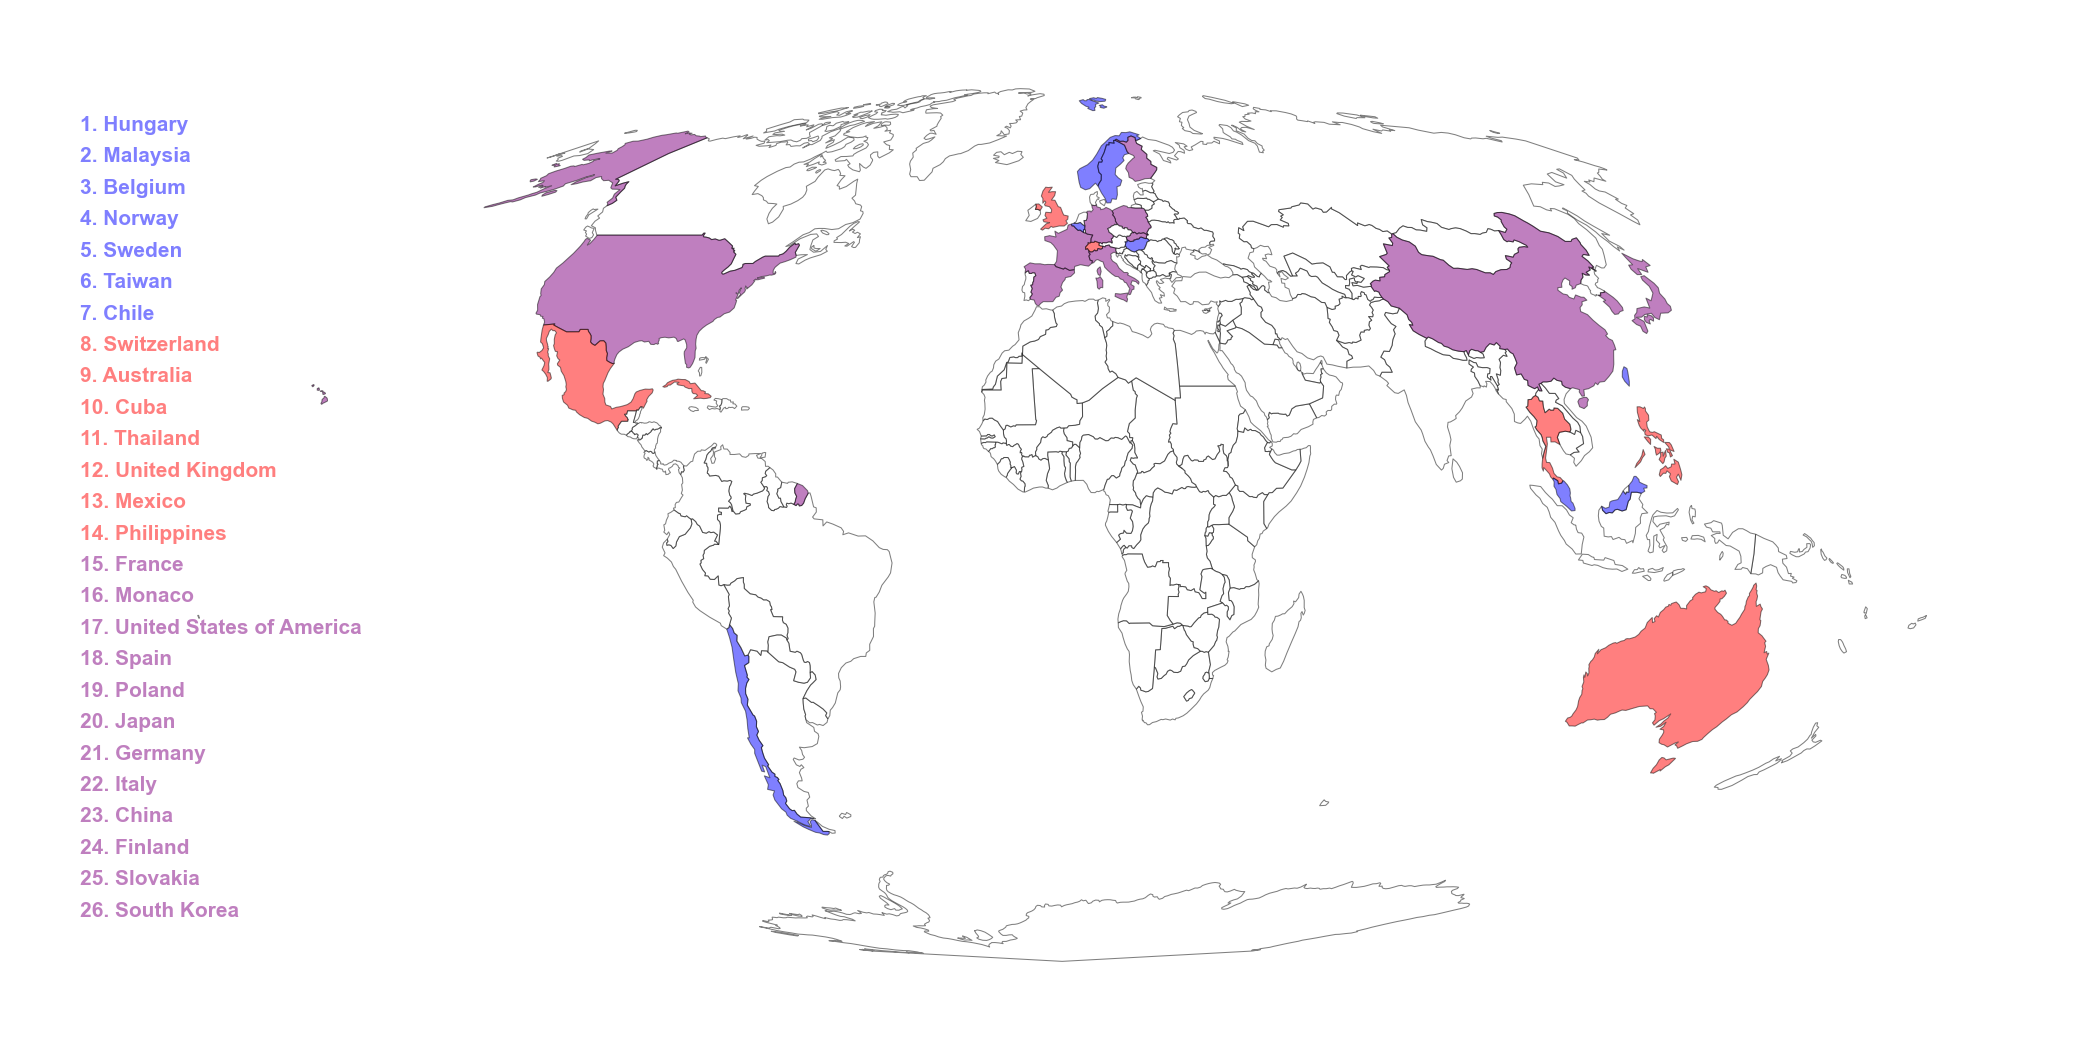 1. Hungary
2. Malaysia
3. Belgium
4. Norway
5. Sweden
6. Taiwan
7. Chile
8. Switzerland
9. Australia
10. Cuba
11. Thailand
12. United Kingdom
13. Mexico
14. Philippines
15. France
16. Monaco
17. United States of America
18. Spain
19. Poland
20. Japan
21. Germany
22. Italy
23. China
24. Finland
25. Slovakia
26. South Korea